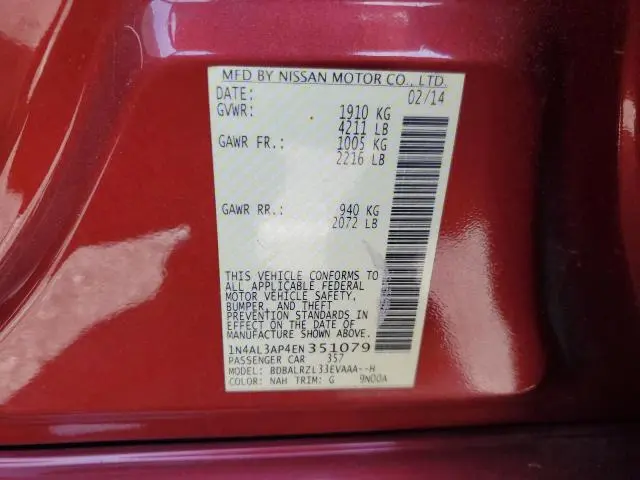 MFD BY NISSAN MOTOR CO., LTD.
DATE: 02/14
GVWR: 1910 KG
4211 LB
GAWR FR.: 1005 KG
2216 LB
GAWR RR.: 940 KG
2072 LB
THIS VEHICLE CONFORMS TO
ALL APPLICABLE FEDERAL
MOTOR VEHICLE SAFETY,
BUMPER, AND THEFT
PREVENTION STANDARDS IN
EFFECT ON THE DATE OF
MANUFACTURE SHOWN ABOVE.
1N4AL3AP4EN351079
PASSENGER CAR 357
MODEL: BDBALRZL33EVAAA--H
COLOR: NAH TRIM: G 9N00A